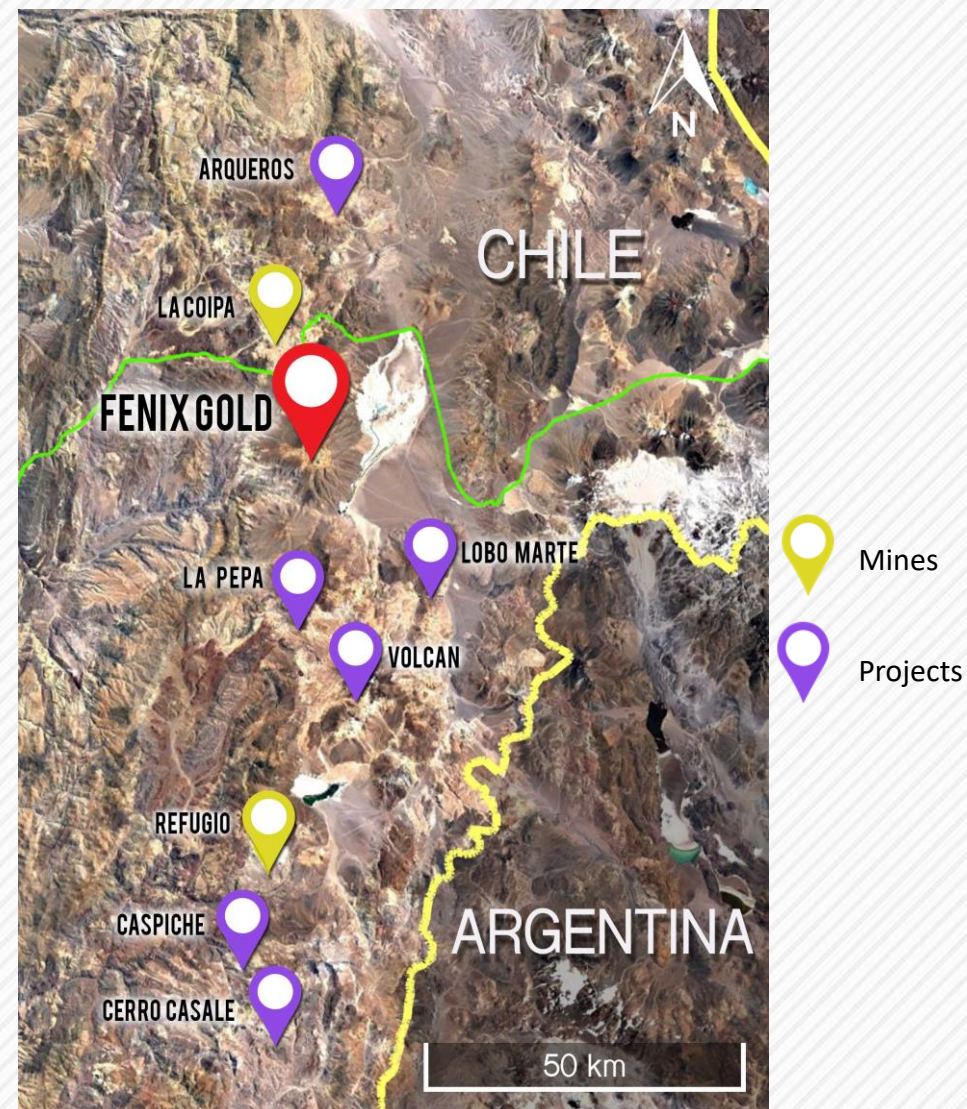 N
ARQUEROS
CHILE
LA COIPA
FENIX GOLD
LOBO MARTE
LA PEPA
VOLCAN
REFUGIO
CASPICHE
ARGENTINA
CERRO CASALE
50 km
Mines
Projects